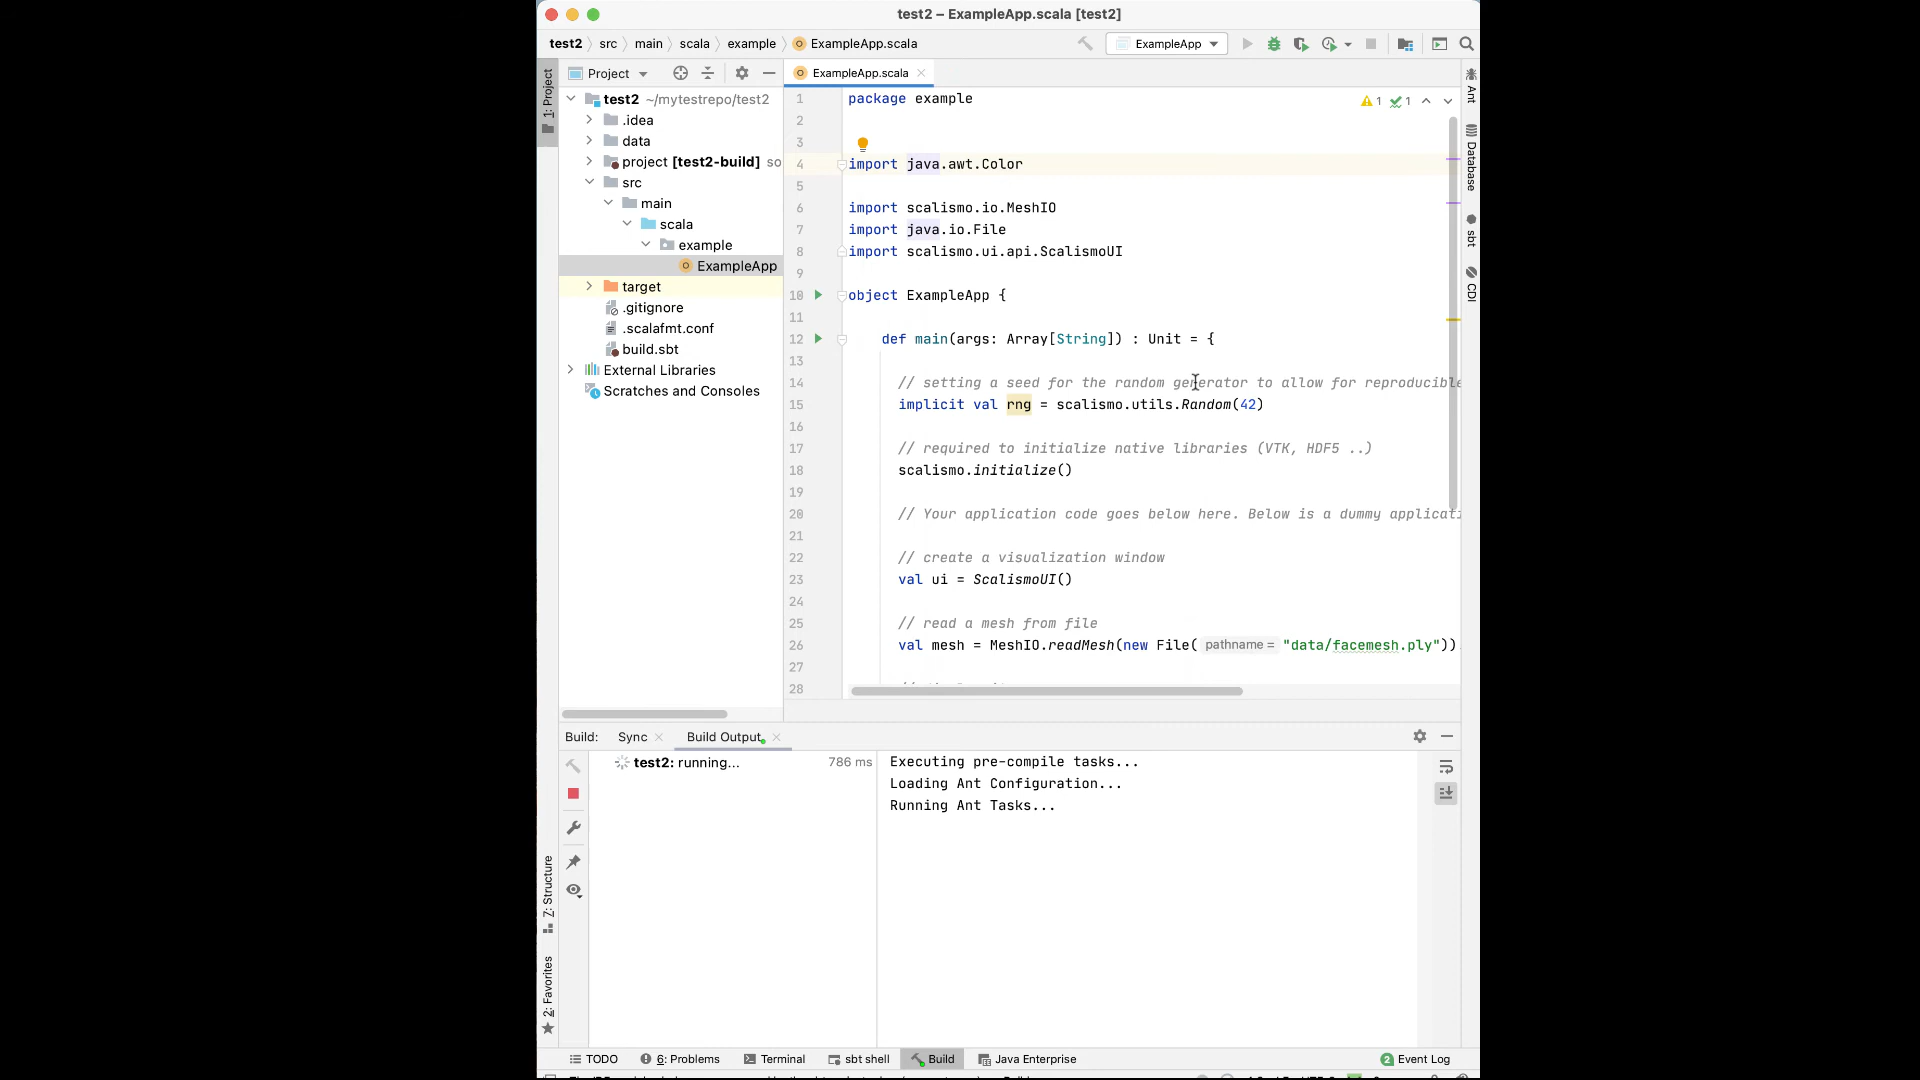 test2 – ExampleApp.scala [test2]
test2 src main scala example ExampleApp.scala
ExampleApp
1: Project
Project
ExampleApp.scala
test2 ~/mytestrepo/test2
.idea
data
project [test2-build] so
src
main
scala
example
ExampleApp
target
.gitignore
.scalafmt.conf
build.sbt
External Libraries
Scratches and Consoles
1 package example
2
3
4 import java.awt.Color
5
6 import scalismo.io.MeshIO
7 import java.io.File
8 import scalismo.ui.api.ScalismoUI
9
10 object ExampleApp {
11
12 def main(args: Array[String]) : Unit = {
13
14 // setting a seed for the random generator to allow for reproducible
15 implicit val rng = scalismo.utils.Random(42)
16
17 // required to initialize native libraries (VTK, HDF5 ..)
18 scalismo.initialize()
19
20 // Your application code goes below here. Below is a dummy applicati
21
22 // create a visualization window
23 val ui = ScalismoUI()
24
25 // read a mesh from file
26 val mesh = MeshIO.readMesh(new File( pathname = "data/facemesh.ply"))
27
28
1 1
Ant
Database
sbt
CDI
Build: Sync Build Output
test2: running... 786 ms
Executing pre-compile tasks...
Loading Ant Configuration...
Running Ant Tasks...
7: Structure
2: Favorites
TODO 6: Problems Terminal sbt shell Build Java Enterprise 2 Event Log